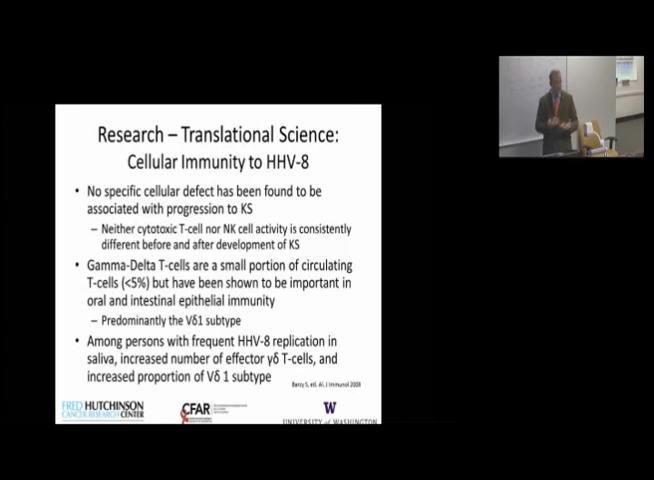 Research – Translational Science:
Cellular Immunity to HHV-8
• No specific cellular defect has been found to be
associated with progression to KS
– Neither cytotoxic T-cell nor NK cell activity is consistently
different before and after development of KS
• Gamma-Delta T-cells are a small portion of circulating
T-cells (<5%) but have been shown to be important in
oral and intestinal epithelial immunity
– Predominantly the Vδ1 subtype
• Among persons with frequent HHV-8 replication in
saliva, increased number of effector γδ T-cells, and
increased proportion of Vδ 1 subtype
J Immunol 2008
FRED HUTCHINSON
CANCER RESEARCH CENTER
CFAR
W
UNIVERSITY of WASHINGTON